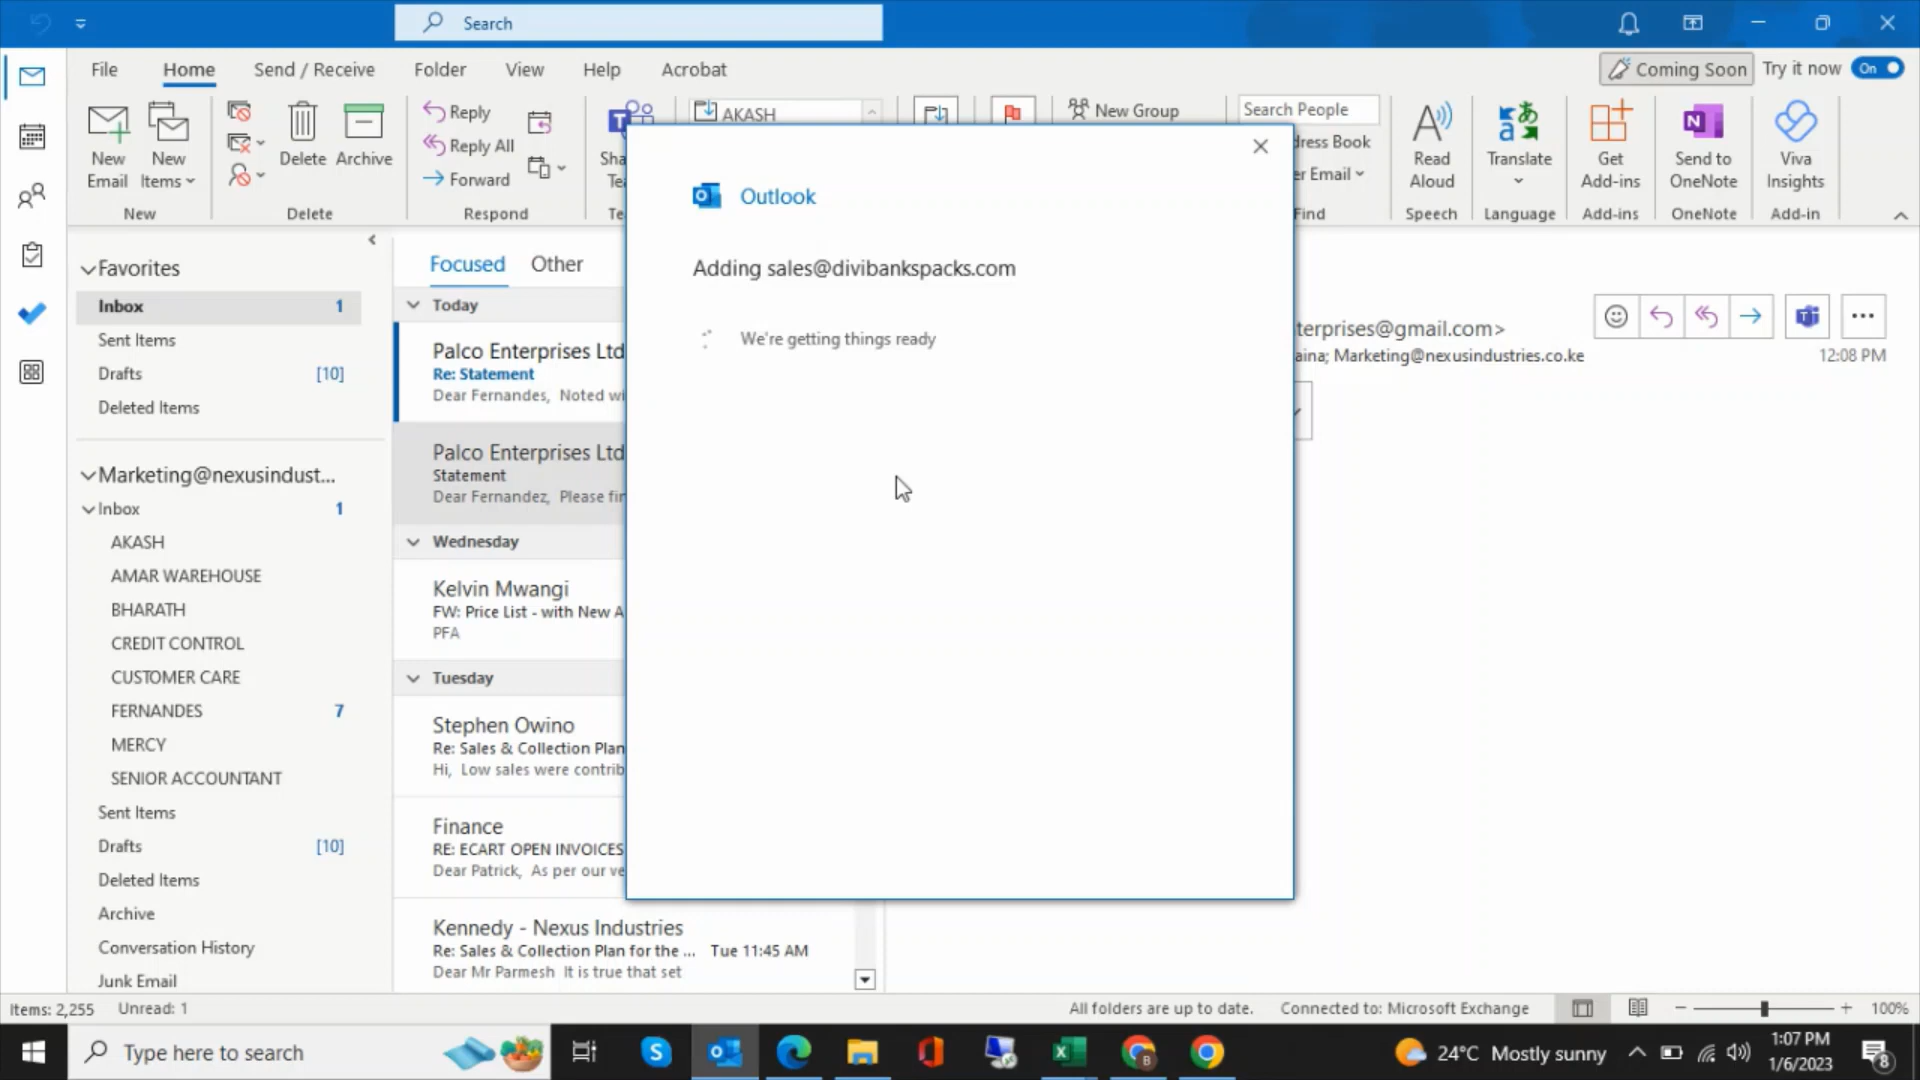 Search
File
Home
Send / Receive
Folder
View
Help
Acrobat
Coming Soon
Try it now
On
New
Email
New
Items
New
Delete
Archive
Delete
Reply
Reply All
Forward
Respond
AKASH
New Group
Search People
Find
Read
Aloud
Speech
Translate
Language
Get
Add-ins
Add-ins
Send to
OneNote
OneNote
Viva
Insights
Add-in
Favorites
Inbox 1
Sent Items
Drafts [10]
Deleted Items
Marketing@nexusindust...
Inbox 1
AKASH
AMAR WAREHOUSE
BHARATH
CREDIT CONTROL
CUSTOMER CARE
FERNANDES 7
MERCY
SENIOR ACCOUNTANT
Sent Items
Drafts [10]
Deleted Items
Archive
Conversation History
Junk Email
Focused Other
Today
Palco Enterprises Ltd
Re: Statement
Dear Fernandes, Noted wi
Palco Enterprises Ltd
Statement
Dear Fernandez, Please fin
Wednesday
Kelvin Mwangi
FW: Price List - with New A
PFA
Tuesday
Stephen Owino
Re: Sales & Collection Plan
Hi, Low sales were contrib
Finance
RE: ECART OPEN INVOICES
Dear Patrick, As per our ve
Kennedy - Nexus Industries
Re: Sales & Collection Plan for the ... Tue 11:45 AM
Dear Mr Parmesh It is true that set
Outlook
Adding sales@divibankspacks.com
We're getting things ready
terprises@gmail.com>
aina; Marketing@nexusindustries.co.ke
12:08 PM
Items: 2,255 Unread: 1
All folders are up to date. Connected to: Microsoft Exchange
100%
Type here to search
24°C Mostly sunny
1:07 PM
1/6/2023
8